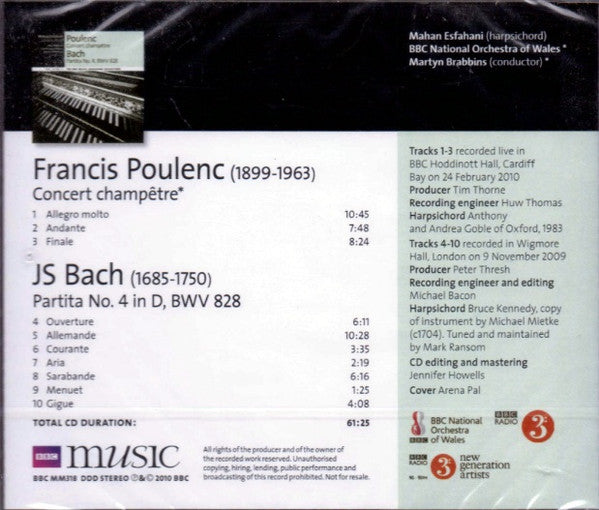 Poulenc
Concert champêtre
Bach
Partita No. 4, BWV 828
Mahan Esfahani (harpsichord)
BBC National Orchestra of Wales*
Martyn Brabbins (conductor)*
Francis Poulenc (1899-1963)
Concert champêtre*
1 Allegro molto 10:45
2 Andante 7:48
3 Finale 8:24
JS Bach (1685-1750)
Partita No. 4 in D, BWV 828
4 Ouverture 6:11
5 Allemande 10:28
6 Courante 3:35
7 Aria 2:19
8 Sarabande 6:16
9 Menuet 1:25
10 Gigue 4:08
TOTAL CD DURATION: 61:25
Tracks 1-3 recorded live in
BBC Hoddinott Hall, Cardiff
Bay on 24 February 2010
Producer Tim Thorne
Recording engineer Huw Thomas
Harpsichord Anthony
and Andrea Goble of Oxford, 1983
Tracks 4-10 recorded in Wigmore
Hall, London on 9 November 2009
Producer Peter Thresh
Recording engineer and editing
Michael Bacon
Harpsichord Bruce Kennedy, copy
of instrument by Michael Mietke
(c1704). Tuned and maintained
by Mark Ransom
CD editing and mastering
Jennifer Howells
Cover Arena Pal
BBC music
BBC MM318 DDD STEREO ℗&© 2010 BBC
All rights of the producer and of the owner of
the recorded work reserved. Unauthorised
copying, hiring, lending, public performance and
broadcasting of this record prohibited. Not for resale.
BBC National
Orchestra
BBC of Wales
BBC
RADIO 3
BBC
RADIO 3
90 - 93FM
new
generation
artists